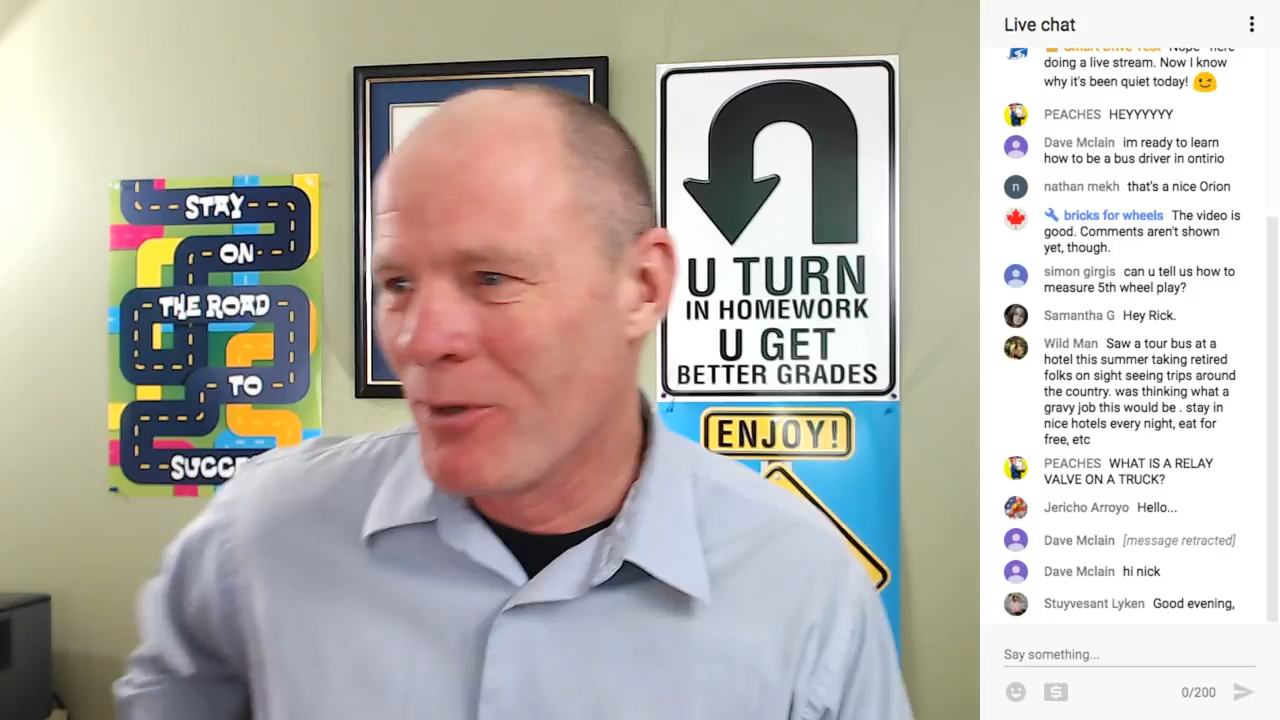 STAY
ON
THE ROAD
TO
U TURN
IN HOMEWORK
U GET
BETTER GRADES
ENJOY!
Live chat
Smart Drive Test Nope - here
doing a live stream. Now I know
why it's been quiet today! 😉
PEACHES HEYYYYYY
Dave Mclain im ready to learn
how to be a bus driver in ontirio
n nathan mekh that's a nice Orion
bricks for wheels The video is
good. Comments aren't shown
yet, though.
simon girgis can u tell us how to
measure 5th wheel play?
Samantha G Hey Rick.
Wild Man Saw a tour bus at a
hotel this summer taking retired
folks on sight seeing trips around
the country. was thinking what a
gravy job this would be . stay in
nice hotels every night, eat for
free, etc
PEACHES WHAT IS A RELAY
VALVE ON A TRUCK?
Jericho Arroyo Hello...
Dave Mclain [message retracted]
Dave Mclain hi nick
Stuyvesant Lyken Good evening,
Say something...
0/200